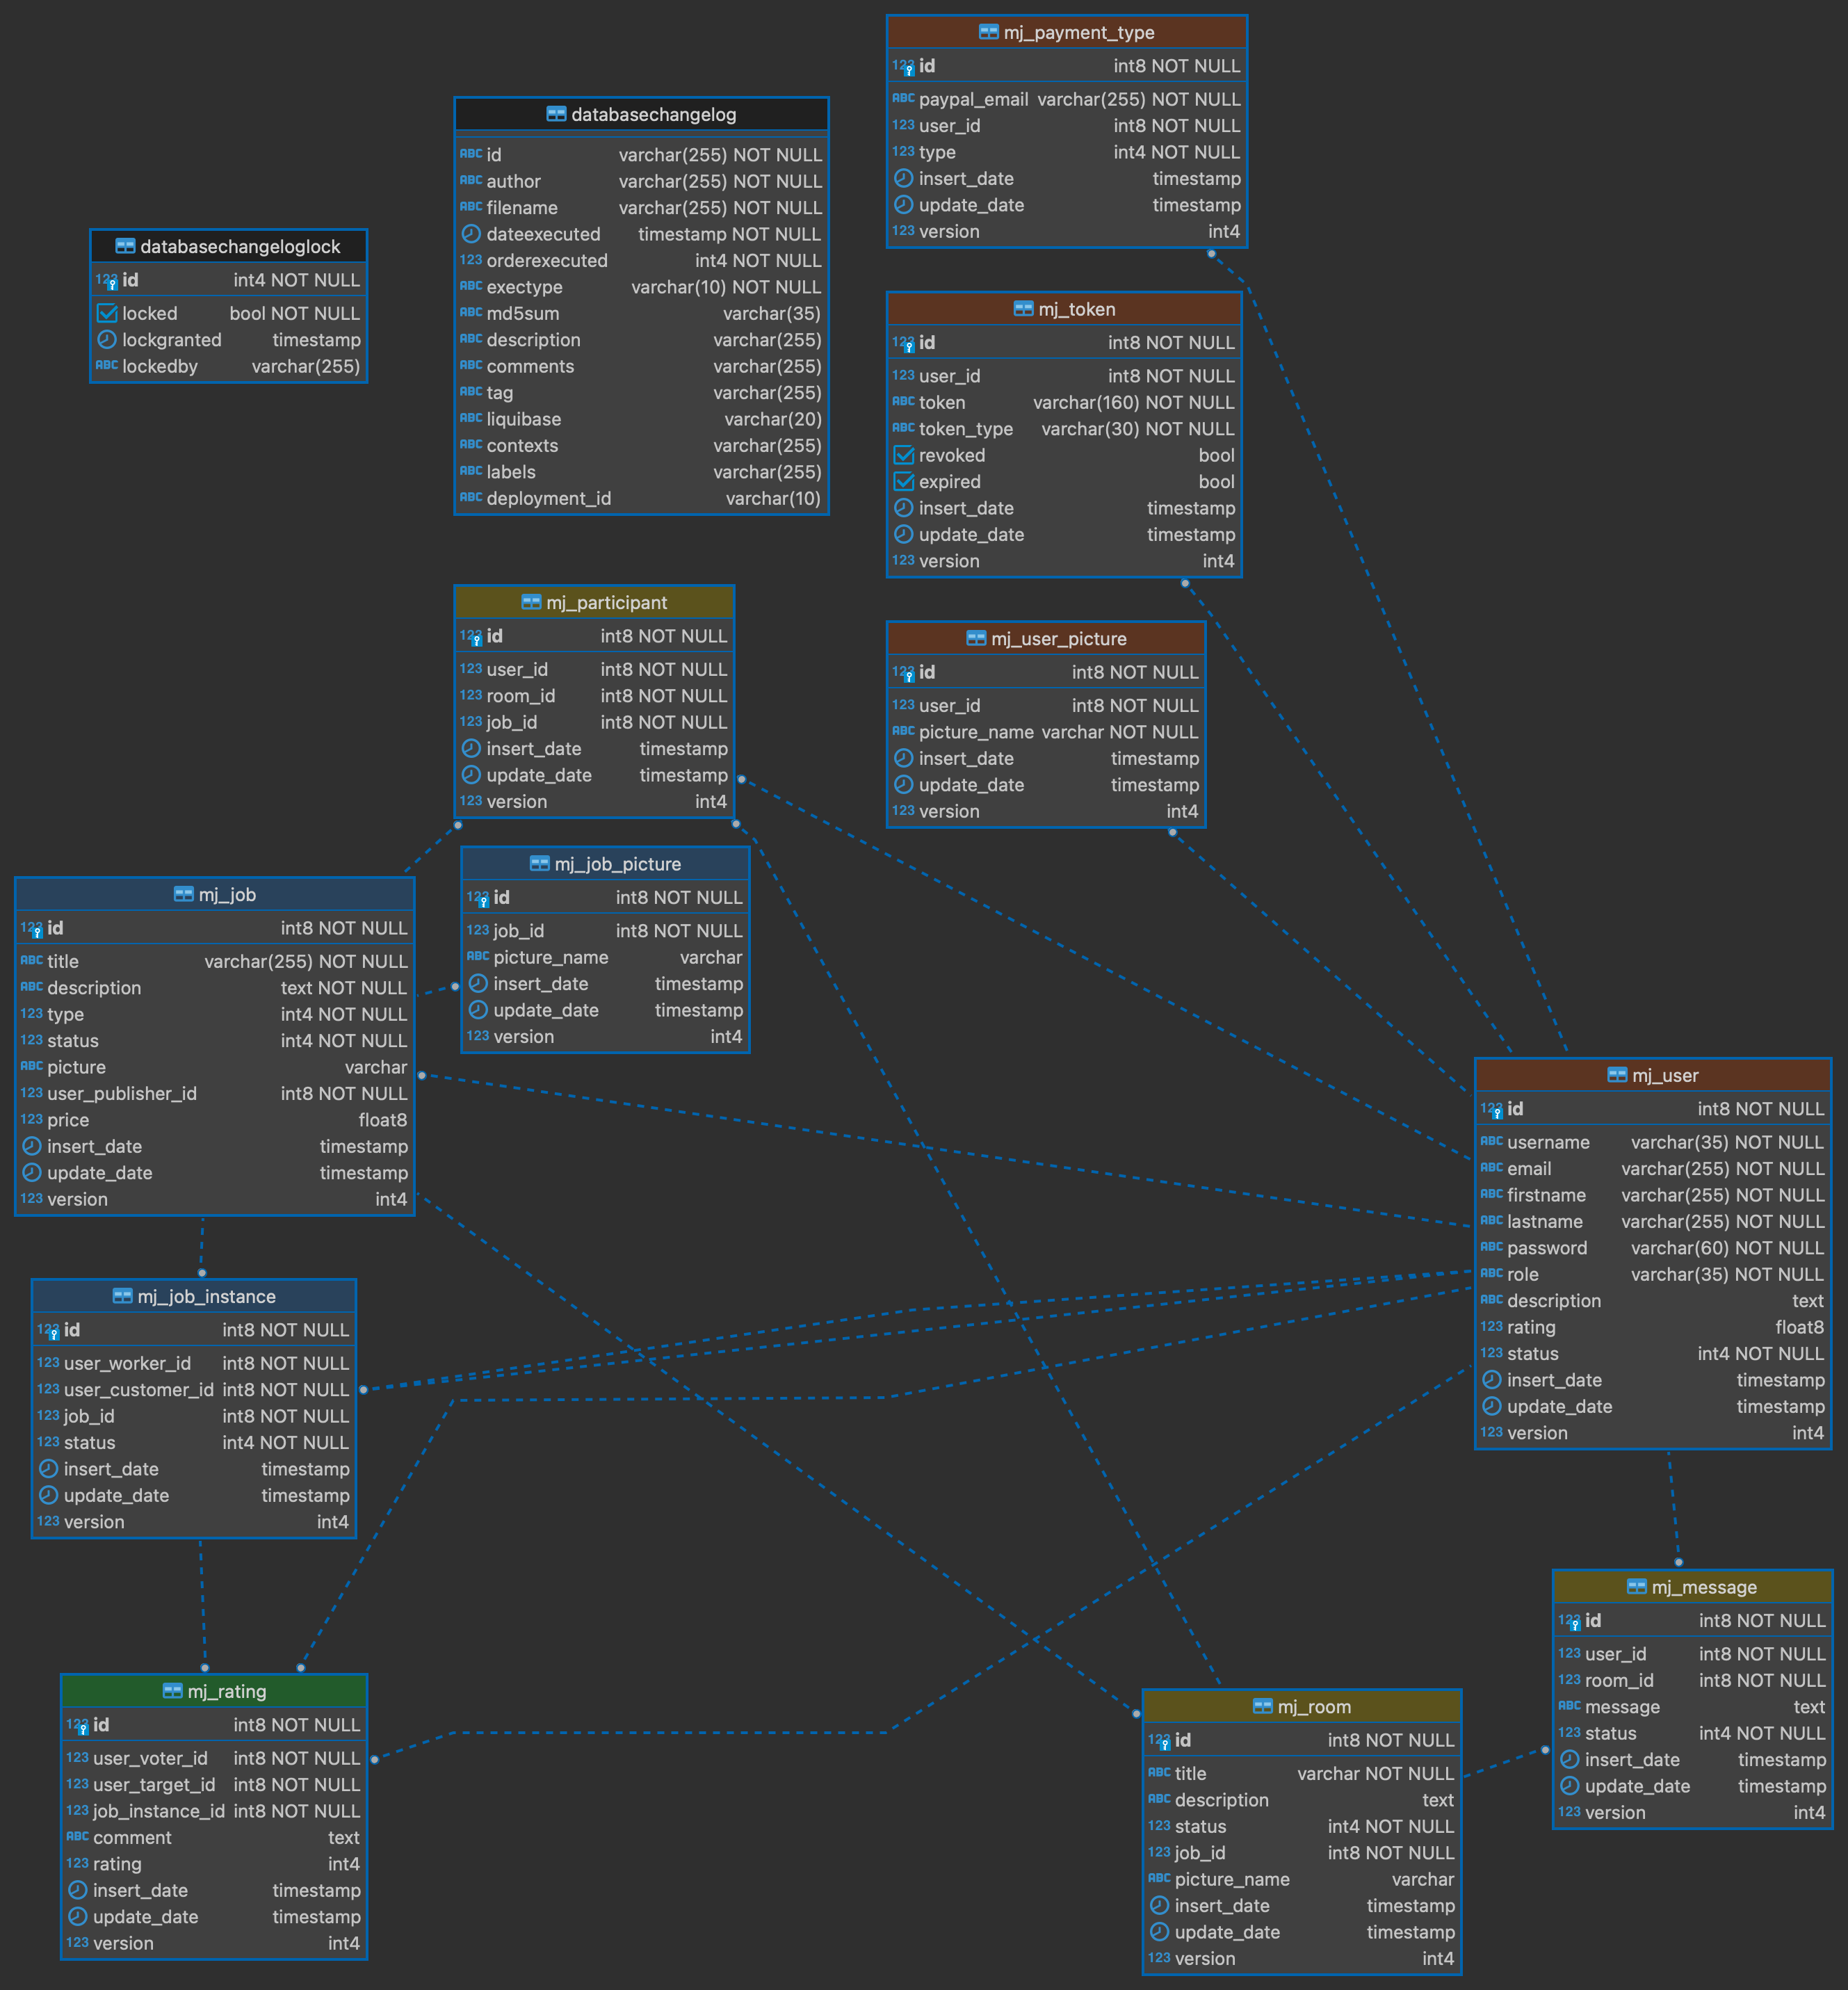 mj_payment_type
123 id int8 NOT NULL
ABC paypal_email varchar(255) NOT NULL
123 user_id int8 NOT NULL
123 type int4 NOT NULL
insert_date timestamp
update_date timestamp
123 version int4
databasechangelog
ABC id varchar(255) NOT NULL
ABC author varchar(255) NOT NULL
ABC filename varchar(255) NOT NULL
dateexecuted timestamp NOT NULL
123 orderexecuted int4 NOT NULL
ABC exectype varchar(10) NOT NULL
ABC md5sum varchar(35)
ABC description varchar(255)
ABC comments varchar(255)
ABC tag varchar(255)
ABC liquibase varchar(20)
ABC contexts varchar(255)
ABC labels varchar(255)
ABC deployment_id varchar(10)
databasechangeloglock
123 id int4 NOT NULL
locked bool NOT NULL
lockgranted timestamp
ABC lockedby varchar(255)
mj_token
123 id int8 NOT NULL
123 user_id int8 NOT NULL
ABC token varchar(160) NOT NULL
ABC token_type varchar(30) NOT NULL
revoked bool
expired bool
insert_date timestamp
update_date timestamp
123 version int4
mj_participant
123 id int8 NOT NULL
123 user_id int8 NOT NULL
123 room_id int8 NOT NULL
123 job_id int8 NOT NULL
insert_date timestamp
update_date timestamp
123 version int4
mj_user_picture
123 id int8 NOT NULL
123 user_id int8 NOT NULL
ABC picture_name varchar NOT NULL
insert_date timestamp
update_date timestamp
123 version int4
mj_job_picture
123 id int8 NOT NULL
123 job_id int8 NOT NULL
ABC picture_name varchar
insert_date timestamp
update_date timestamp
123 version int4
mj_job
123 id int8 NOT NULL
ABC title varchar(255) NOT NULL
ABC description text NOT NULL
123 type int4 NOT NULL
123 status int4 NOT NULL
ABC picture varchar
123 user_publisher_id int8 NOT NULL
123 price float8
insert_date timestamp
update_date timestamp
123 version int4
mj_user
123 id int8 NOT NULL
ABC username varchar(35) NOT NULL
ABC email varchar(255) NOT NULL
ABC firstname varchar(255) NOT NULL
ABC lastname varchar(255) NOT NULL
ABC password varchar(60) NOT NULL
ABC role varchar(35) NOT NULL
ABC description text
123 rating float8
123 status int4 NOT NULL
insert_date timestamp
update_date timestamp
123 version int4
mj_job_instance
123 id int8 NOT NULL
123 user_worker_id int8 NOT NULL
123 user_customer_id int8 NOT NULL
123 job_id int8 NOT NULL
123 status int4 NOT NULL
insert_date timestamp
update_date timestamp
123 version int4
mj_message
123 id int8 NOT NULL
123 user_id int8 NOT NULL
123 room_id int8 NOT NULL
ABC message text
123 status int4 NOT NULL
insert_date timestamp
update_date timestamp
123 version int4
mj_rating
123 id int8 NOT NULL
123 user_voter_id int8 NOT NULL
123 user_target_id int8 NOT NULL
123 job_instance_id int8 NOT NULL
ABC comment text
123 rating int4
insert_date timestamp
update_date timestamp
123 version int4
mj_room
123 id int8 NOT NULL
ABC title varchar NOT NULL
ABC description text
123 status int4 NOT NULL
123 job_id int8 NOT NULL
ABC picture_name varchar
insert_date timestamp
update_date timestamp
123 version int4